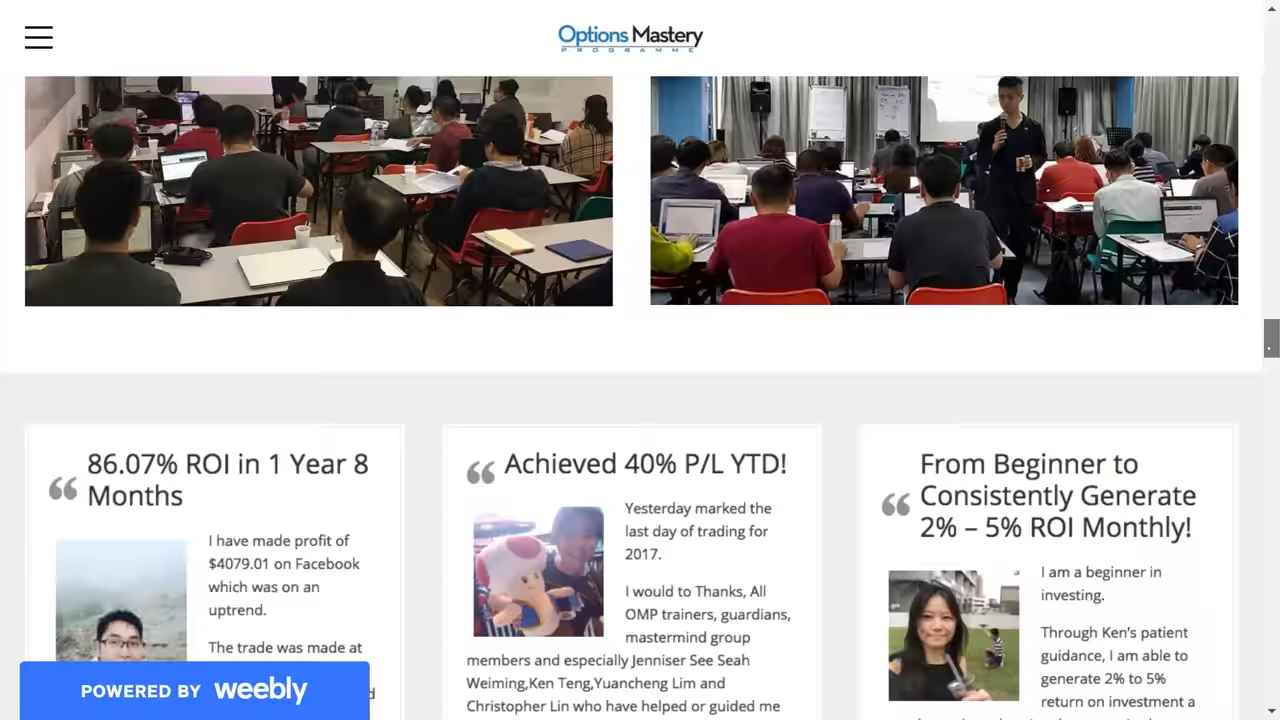 Options Mastery
PROGRAMME
86.07% ROI in 1 Year 8
Months
I have made profit of
$4079.01 on Facebook
which was on an
uptrend.
The trade was made at
POWERED BY weebly
Achieved 40% P/L YTD!
Yesterday marked the
last day of trading for
2017.
I would to Thanks, All
OMP trainers, guardians,
mastermind group
members and especially Jenniser See Seah
Weiming,Ken Teng,Yuancheng Lim and
Christopher Lin who have helped or guided me
From Beginner to
Consistently Generate
2% – 5% ROI Monthly!
I am a beginner in
investing.
Through Ken’s patient
guidance, I am able to
generate 2% to 5%
return on investment a